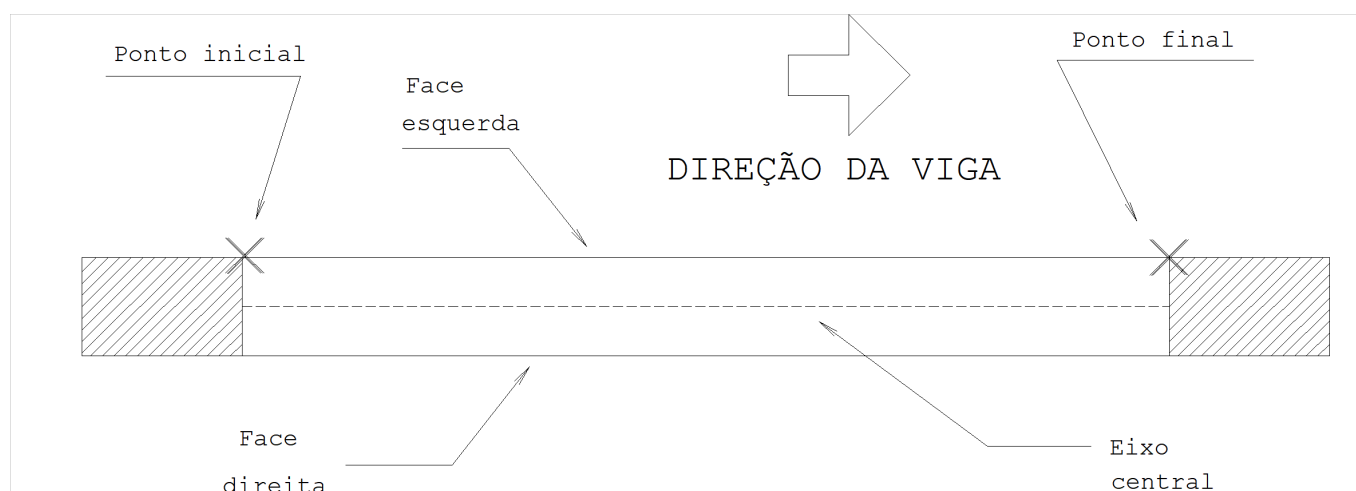 Ponto inicial
Ponto final
Face
esquerda
DIREÇÃO DA VIGA
Face
direita
Eixo
central